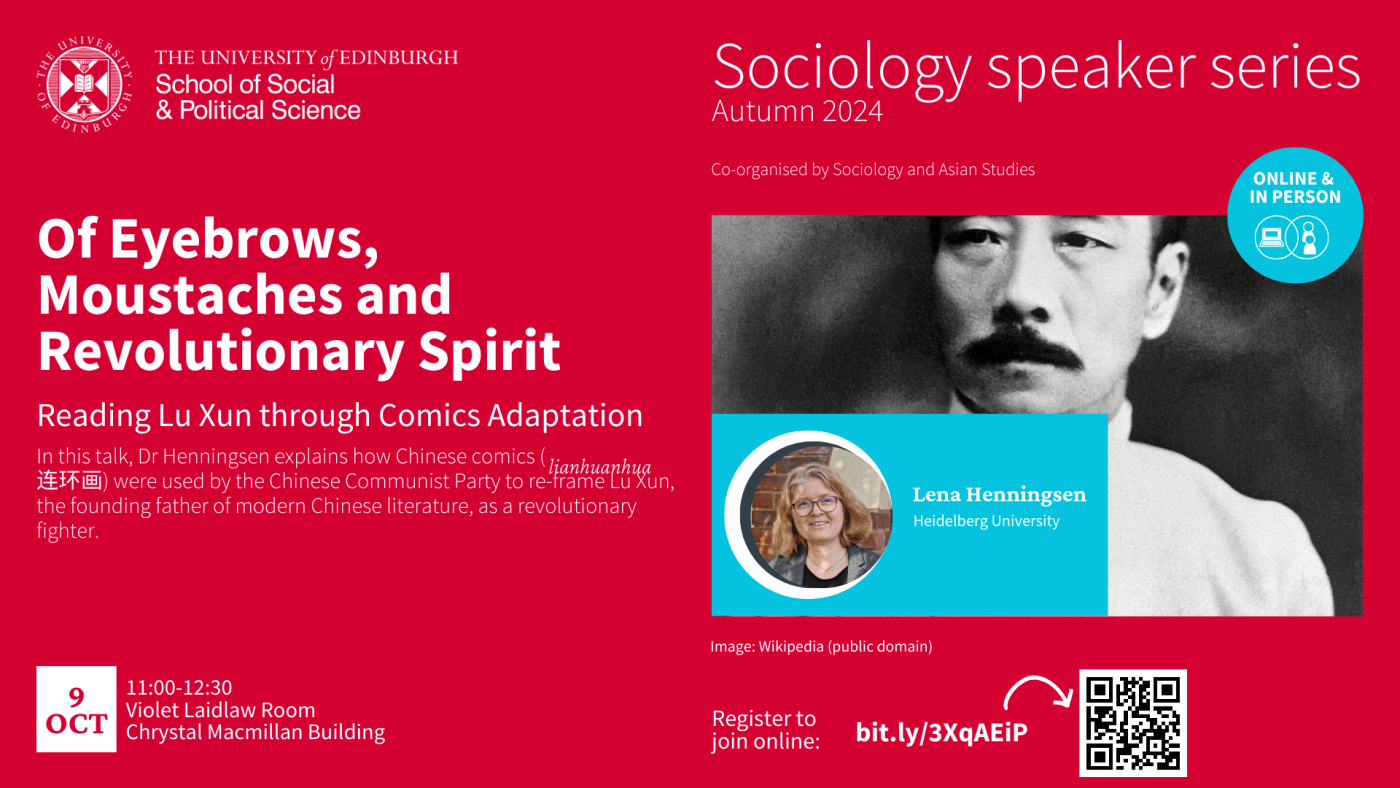 THE UNIVERSITY of EDINBURGH
School of Social
& Political Science
· THE UNIVERSITY · OF EDINBURGH
Of Eyebrows,
Moustaches and
Revolutionary Spirit
Reading Lu Xun through Comics Adaptation
In this talk, Dr Henningsen explains how Chinese comics (lianhuanhua
连环画) were used by the Chinese Communist Party to re-frame Lu Xun,
the founding father of modern Chinese literature, as a revolutionary
fighter.
9
OCT
11:00-12:30
Violet Laidlaw Room
Chrystal Macmillan Building
Sociology speaker series
Autumn 2024
Co-organised by Sociology and Asian Studies
ONLINE &
IN PERSON
Lena Henningsen
Heidelberg University
Image: Wikipedia (public domain)
Register to
join online:
bit.ly/3XqAEiP